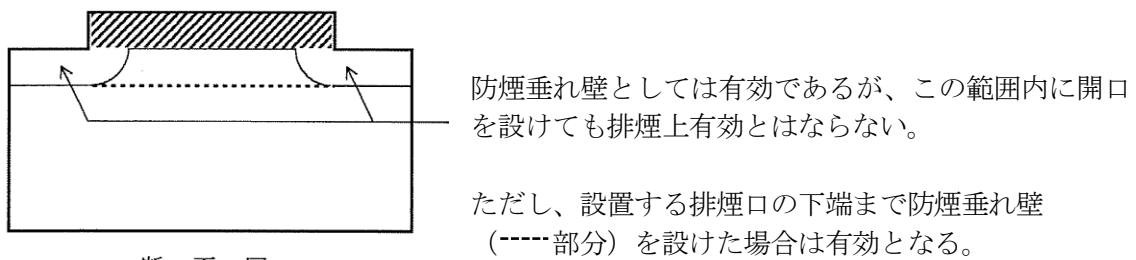 防煙垂れ壁としては有効であるが、この範囲内に開口
を設けても排煙上有効とはならない。
ただし、設置する排煙口の下端まで防煙垂れ壁
（-----部分）を設けた場合は有効となる。